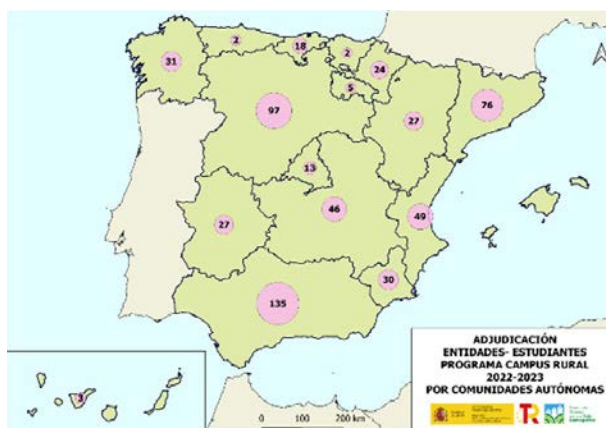 2
18
2
31
24
5
97
76
27
13
46
27
49
135
30
3
0 100 200 km
ADJUDICACIÓN
ENTIDADES- ESTUDIANTES
PROGRAMA CAMPUS RURAL
2022-2023
POR COMUNIDADES AUTÓNOMAS
TR